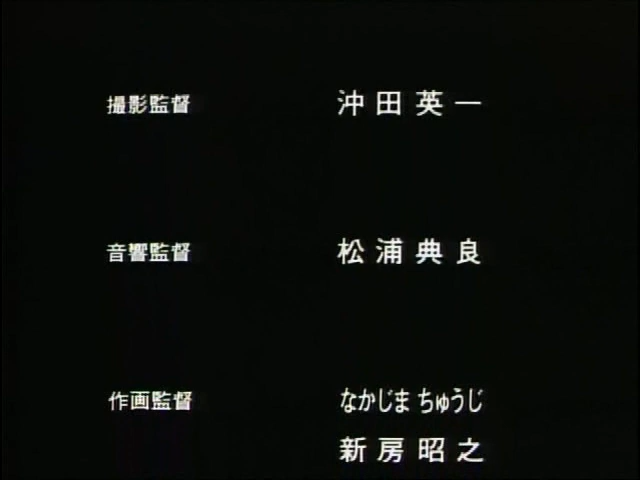 撮影監督 沖田英一
音響監督 松浦典良
作画監督 なかじまちゅうじ
新房昭之